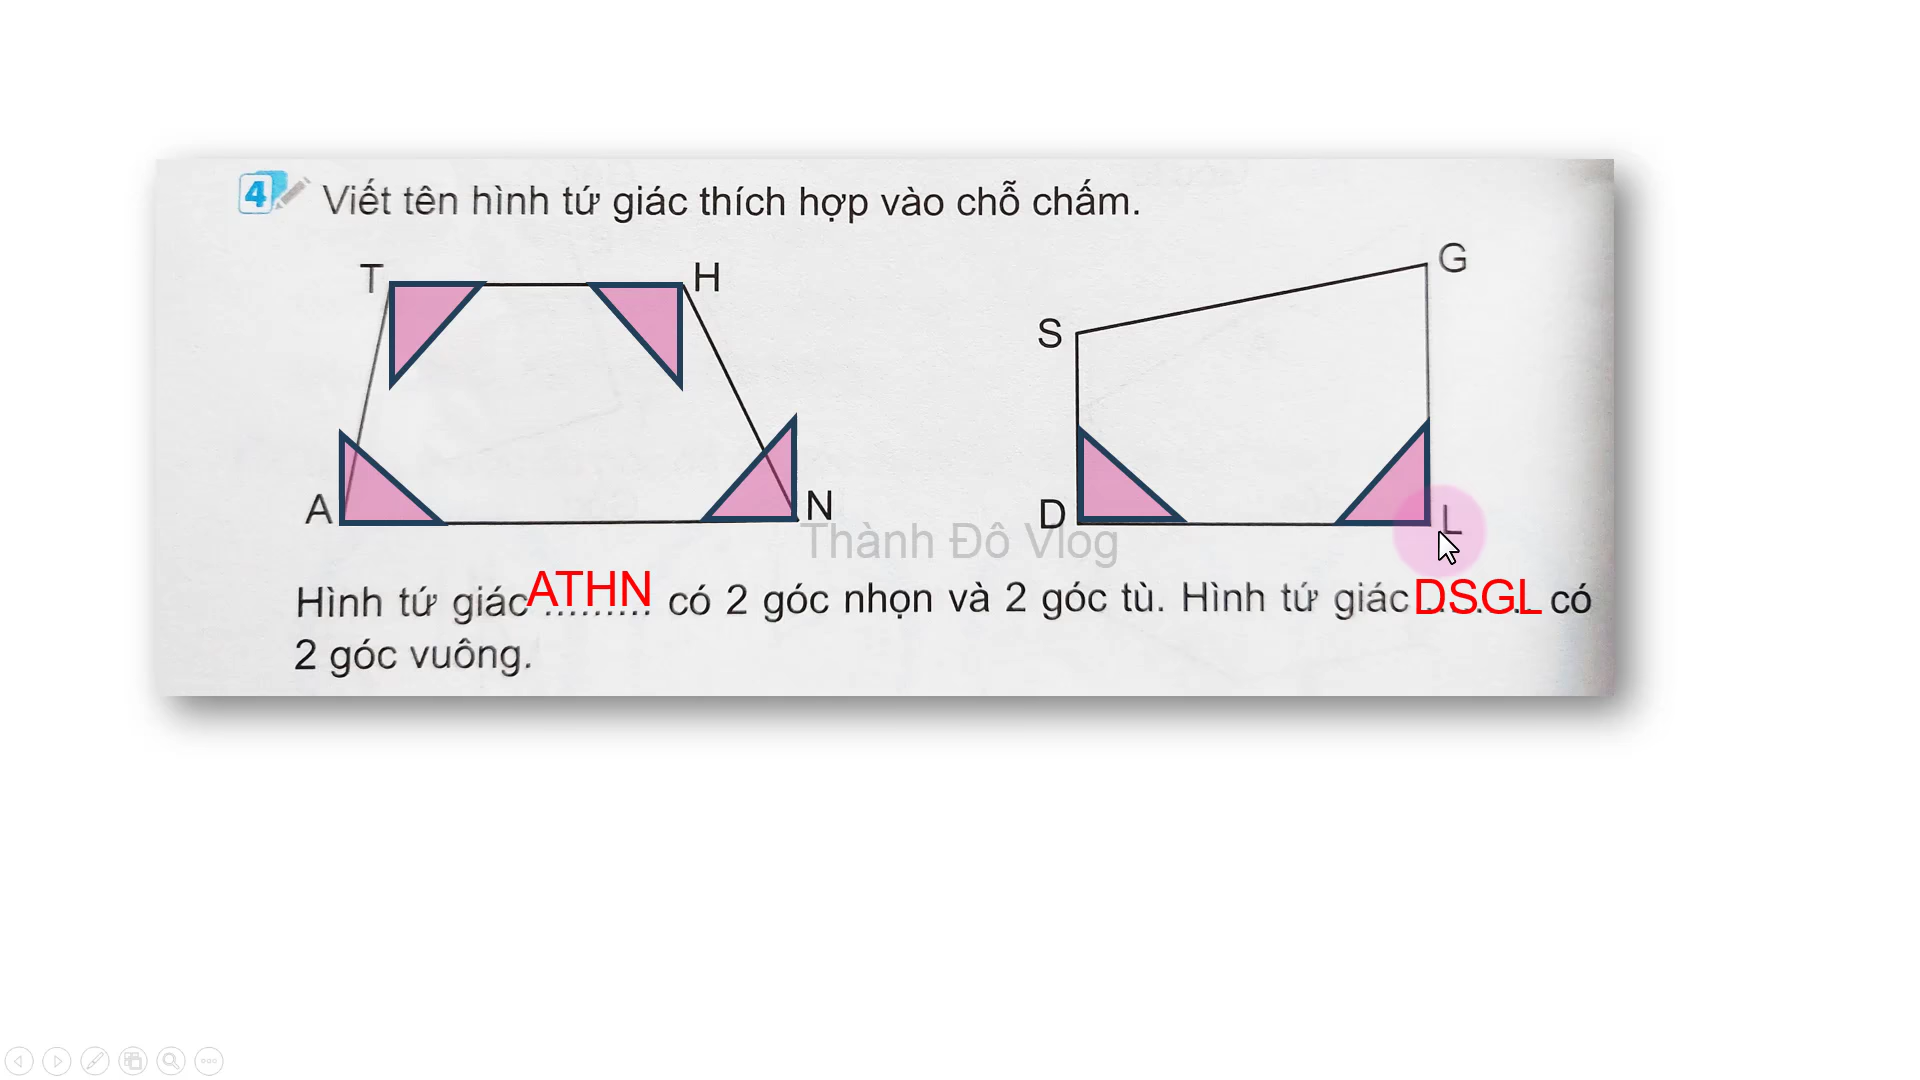 4 Viết tên hình tứ giác thích hợp vào chỗ chấm.
T H
G
S
A N
D L
Thành Đô Vlog
Hình tứ giác ATHN có 2 góc nhọn và 2 góc tù. Hình tứ giác DSGL có
2 góc vuông.